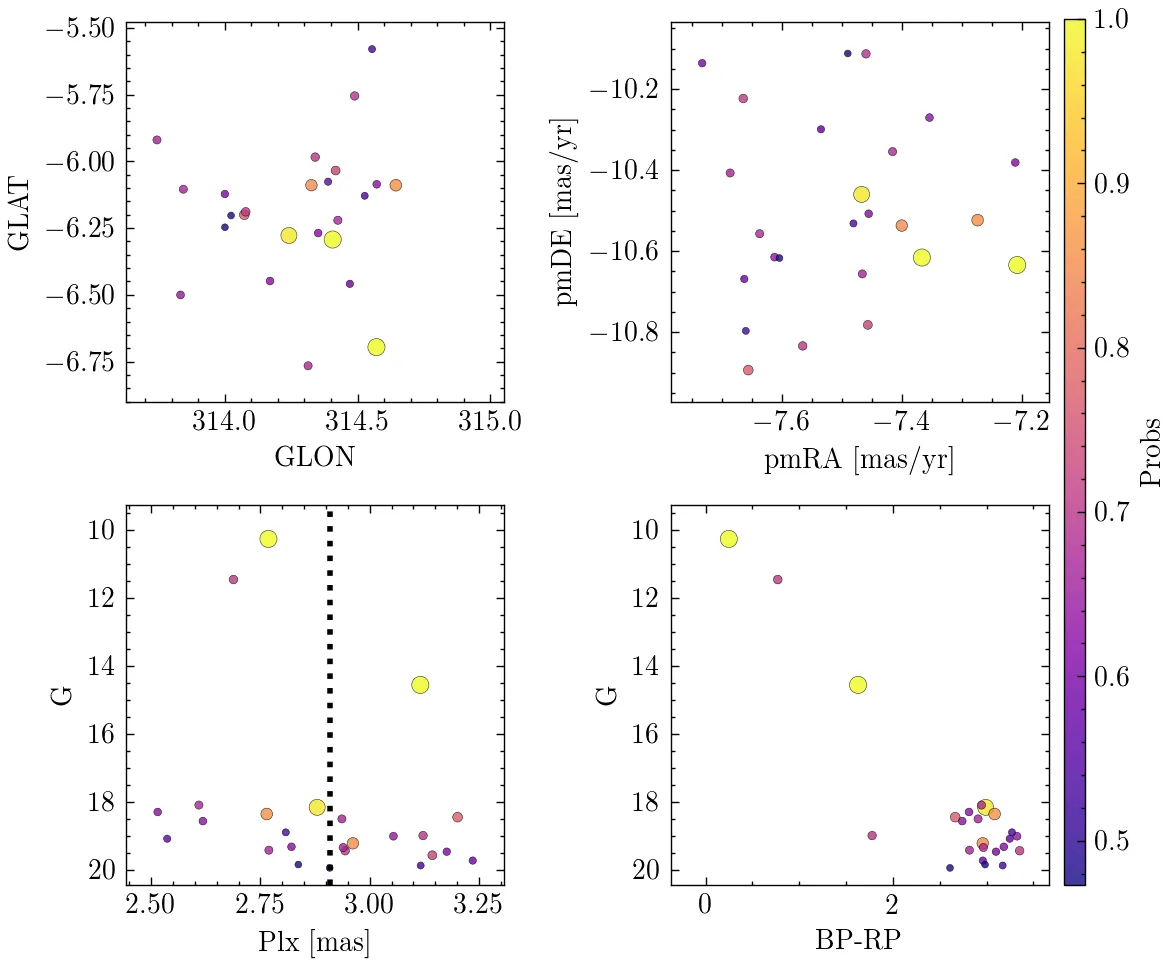 −5.50
−5.75
−6.00
−6.25
−6.50
−6.75
GLAT
314.0 314.5 315.0
GLON
−10.2
−10.4
−10.6
−10.8
pmDE [mas/yr]
−7.6 −7.4 −7.2
pmRA [mas/yr]
10
12
14
16
18
20
G
2.50 2.75 3.00 3.25
Plx [mas]
10
12
14
16
18
20
G
0 2
BP-RP
1.0
0.9
0.8
0.7
0.6
0.5
Probs